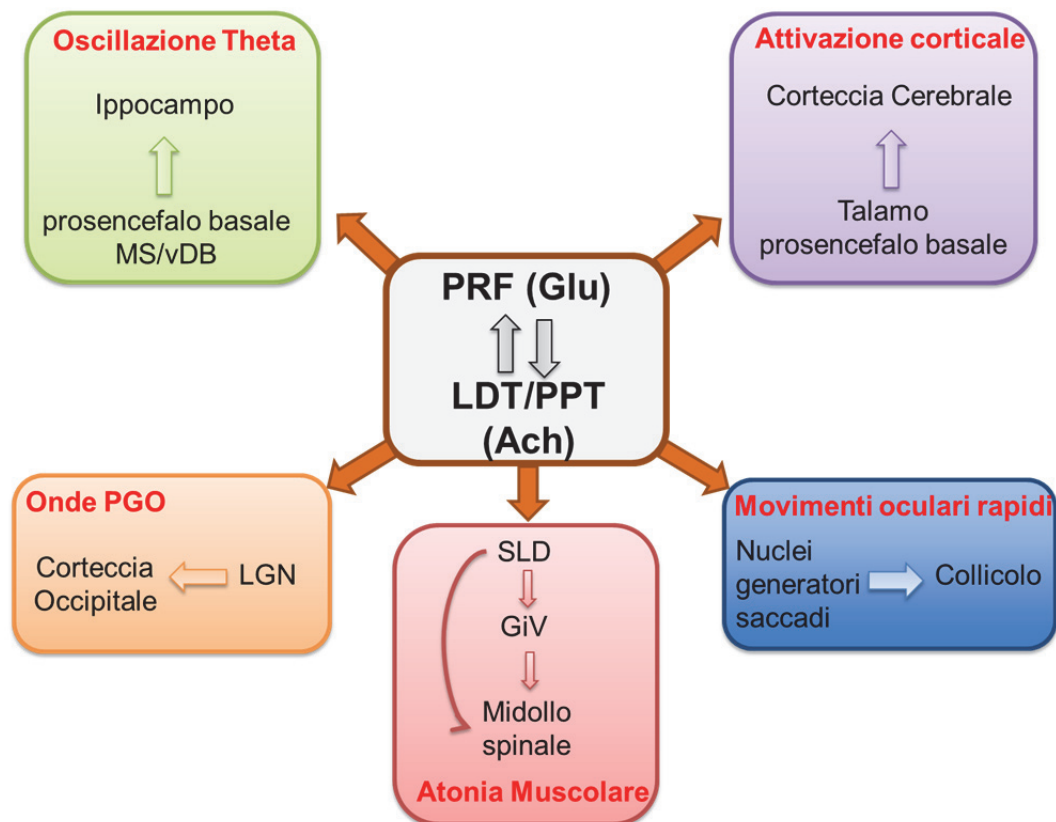 Oscillazione Theta
Ippocampo
prosencefalo basale
MS/vDB
Attivazione corticale
Corteccia Cerebrale
Talamo
prosencefalo basale
PRF (Glu)
LDT/PPT
(Ach)
Onde PGO
Corteccia
Occipitale
LGN
SLD
GiV
Midollo
spinale
Atonia Muscolare
Movimenti oculari rapidi
Nuclei
generatori
saccadi
Collicolo